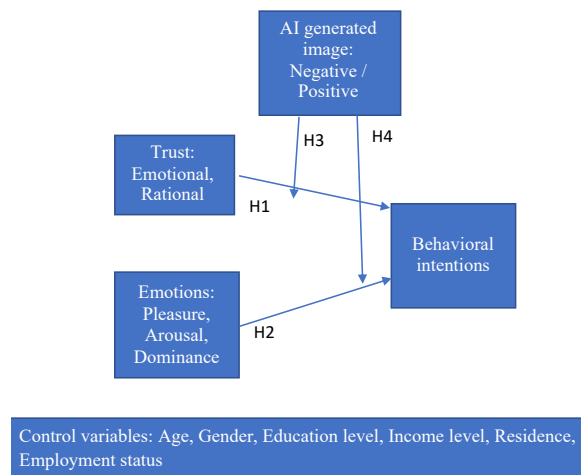 AI generated
image:
Negative /
Positive
H3
H4
Trust:
Emotional,
Rational
H1
Behavioral
intentions
Emotions:
Pleasure,
Arousal,
Dominance
H2
Control variables: Age, Gender, Education level, Income level, Residence,
Employment status